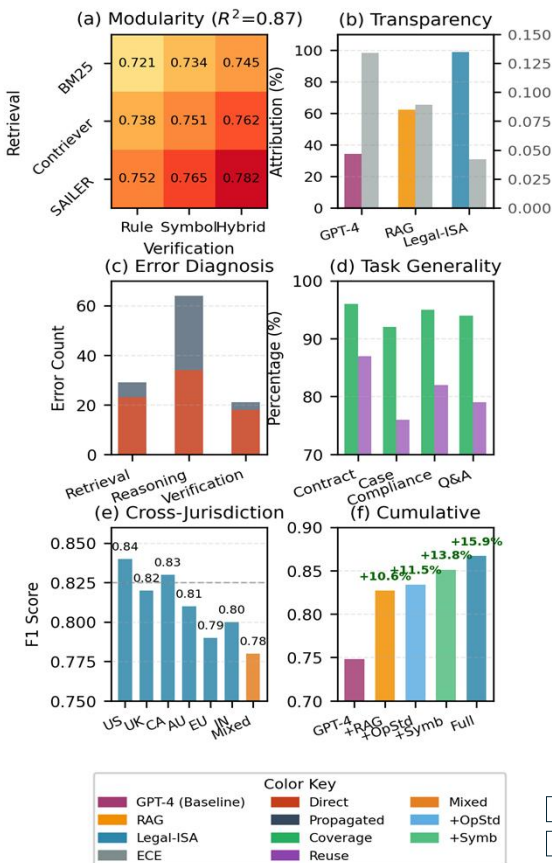 (a) Modularity (R²=0.87)
Retrieval
BM25
Contriever
SAILER
0.721 0.734 0.745
0.738 0.751 0.762
0.752 0.765 0.782
Rule Symbol Hybrid
Verification
(b) Transparency
Attribution (%)
100
80
60
40
20
0
0.150
0.125
0.100
0.075
0.050
0.025
0.000
GPT-4 RAG Legal-ISA
(c) Error Diagnosis
Error Count
60
40
20
0
Retrieval Reasoning Verification
(d) Task Generality
Percentage (%)
100
90
80
70
Contract Case Compliance Q&A
(e) Cross-Jurisdiction
F1 Score
0.850
0.825
0.800
0.775
0.750
0.84 0.82 0.83 0.81 0.79 0.80 0.78
US UK CA AU EU IN Mixed
(f) Cumulative
0.90
0.85
0.80
0.75
0.70
+10.6% +11.5% +13.8% +15.9%
GPT-4 +RAG +OpStd +Symb Full
Color Key
GPT-4 (Baseline) Direct Mixed
RAG Propagated +OpStd
Legal-ISA Coverage +Symb
ECE Reuse